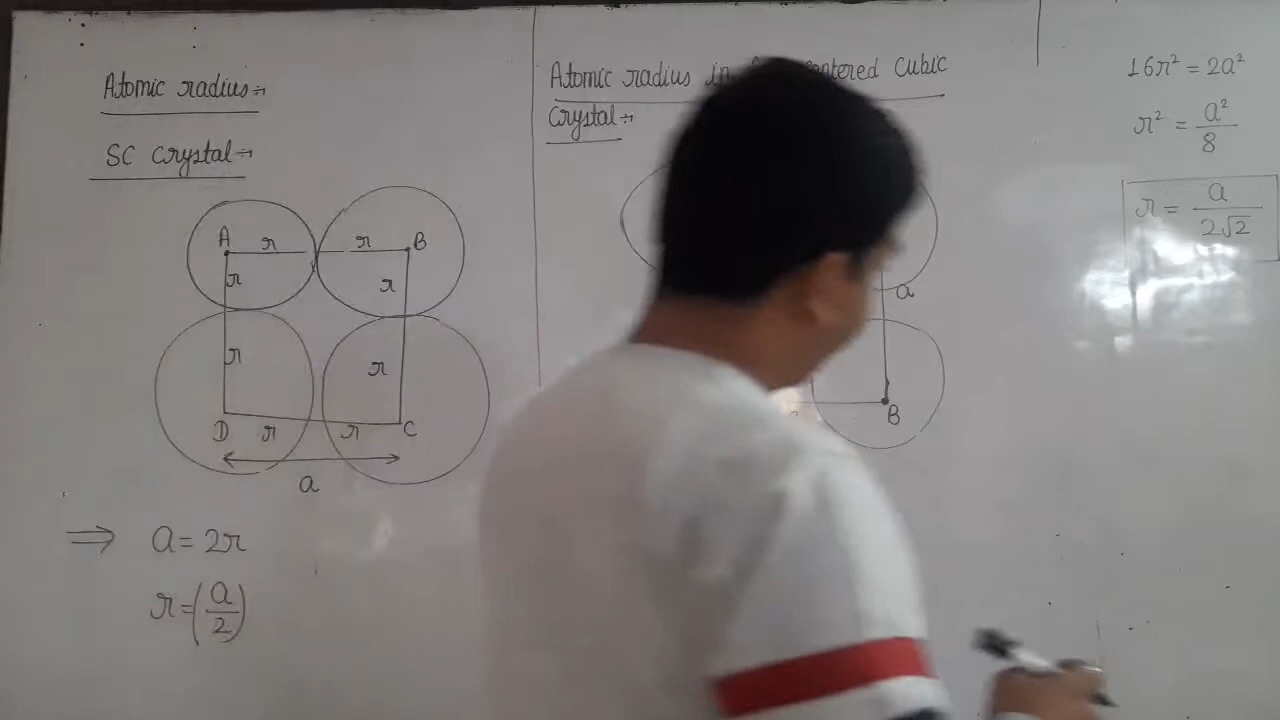 Atomic radius:-
SC crystal:-
A r r B
r r
r r
D r r C
a
⇒ a = 2r
r = (a/2)
Atomic radius in centered cubic
crystal:-
a
B
16r² = 2a²
r² = a²/8
r = a/2√2